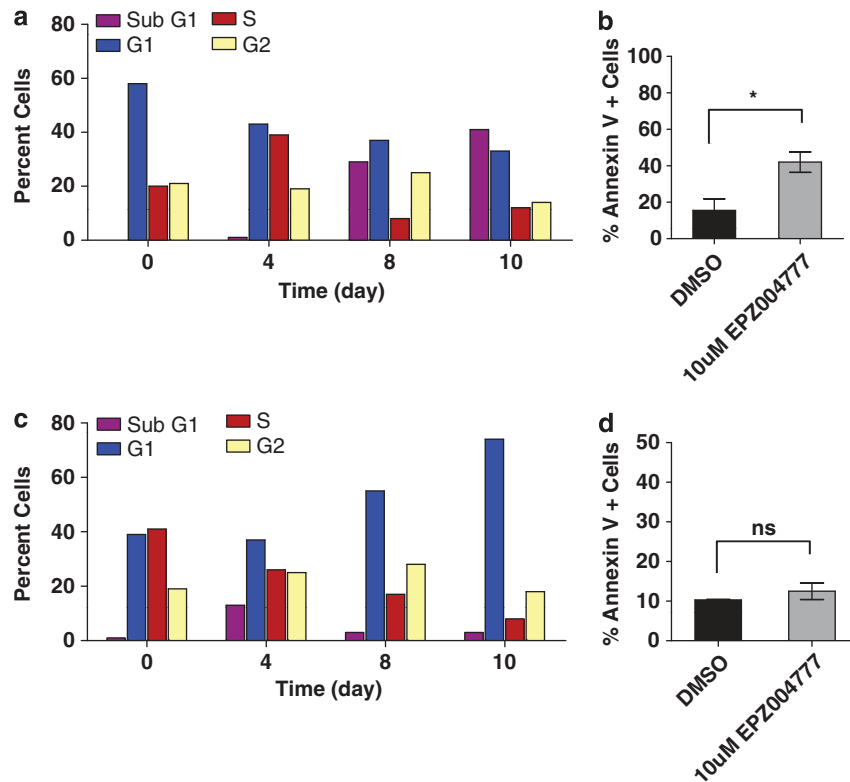 a
Sub G1
S
G1
G2
80
60
40
20
0
Percent Cells
0
4
8
10
Time (day)
b
100
80
60
40
20
0
% Annexin V + Cells
*
DMSO
10uM EPZ004777
c
Sub G1
S
G1
G2
80
60
40
20
0
Percent Cells
0
4
8
10
Time (day)
d
50
40
30
20
10
0
% Annexin V + Cells
ns
DMSO
10uM EPZ004777